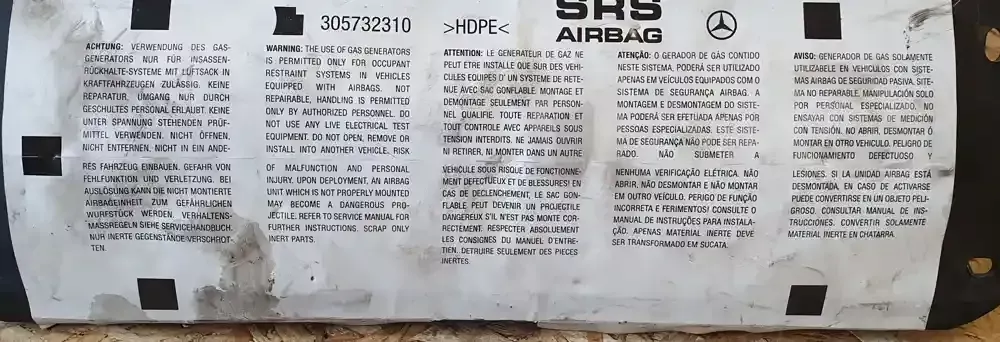 305732310
>HDPE<
SRS
AIRBAG
ACHTUNG: VERWENDUNG DES GAS-
GENERATORS NUR FÜR INSASSEN-
RÜCKHALTE-SYSTEME MIT LUFTSACK IN
KRAFTFAHRZEUGEN ZULÄSSIG. KEINE
REPARATUR, UMGANG NUR DURCH
GESCHULTES PERSONAL ERLAUBT. KEINE
UNTER SPANNUNG STEHENDEN PRÜF-
MITTEL VERWENDEN. NICHT ÖFFNEN,
NICHT ENTFERNEN, NICHT IN EIN ANDE-
RES FAHRZEUG EINBAUEN. GEFAHR VON
FEHLFUNKTION UND VERLETZUNG. BEI
AUSLÖSUNG KANN DIE NICHT MONTIERTE
AIRBAGEINHEIT ZUM GEFÄHRLICHEN
WURFSTÜCK WERDEN. VERHALTENS-
MASSREGELN SIEHE SERVICEHANDBUCH.
NUR INERTE GEGENSTÄNDE VERSCHROT-
TEN.
WARNING: THE USE OF GAS GENERATORS
IS PERMITTED ONLY FOR OCCUPANT
RESTRAINT SYSTEMS IN VEHICLES
EQUIPPED WITH AIRBAGS. NOT
REPAIRABLE, HANDLING IS PERMITTED
ONLY BY AUTHORIZED PERSONNEL. DO
NOT USE ANY LIVE ELECTRICAL TEST
EQUIPMENT. DO NOT OPEN, REMOVE OR
INSTALL INTO ANOTHER VEHICLE. RISK
OF MALFUNCTION AND PERSONAL
INJURY. UPON DEPLOYMENT, AN AIRBAG
UNIT WHICH IS NOT PROPERLY MOUNTED
MAY BECOME A DANGEROUS PRO-
JECTILE. REFER TO SERVICE MANUAL FOR
FURTHER INSTRUCTIONS. SCRAP ONLY
INERT PARTS.
ATTENTION: LE GENERATEUR DE GAZ NE
PEUT ÊTRE INSTALLE QUE SUR DES VEHI-
CULES EQUIPES D' UN SYSTEME DE RETE-
NUE AVEC SAC GONFLABLE. MONTAGE ET
DEMONTAGE SEULEMENT PAR PERSON-
NEL QUALIFIE. TOUTE REPARATION ET
TOUT CONTROLE AVEC APPAREILS SOUS
TENSION INTERDITS. NE JAMAIS OUVRIR
NI RETIRER, NI MONTER DANS UN AUTRE
VEHICULE SOUS RISQUE DE FONCTIONNE-
MENT DEFECTUEUX ET DE BLESSURES! EN
CAS DE DECLENCHEMENT, LE SAC GON-
FLABLE PEUT DEVENIR UN PROJECTILE
DANGEREUX S'IL N'EST PAS MONTE COR-
RECTEMENT. RESPECTER ABSOLUEMENT
LES CONSIGNES DU MANUEL D'ENTRE-
TIEN. DETRUIRE SEULEMENT DES PIECES
INERTES.
ATENÇÃO: O GERADOR DE GÁS CONTIDO
NESTE SISTEMA, PODERÁ SER UTILIZADO
APENAS EM VEÍCULOS EQUIPADOS COM O
SISTEMA DE SEGURANÇA AIRBAG. A
MONTAGEM E DESMONTAGEM DO SISTE-
MA PODERÁ SER EFETUADA APENAS POR
PESSOAS ESPECIALIZADAS. ESTE SISTE-
MA DE SEGURANÇA NÃO PODE SER REPA-
RADO. NÃO SUBMETER A
NENHUMA VERIFICAÇÃO ELÉTRICA. NÃO
ABRIR, NÃO DESMONTAR E NÃO MONTAR
EM OUTRO VEÍCULO. PERIGO DE FUNÇÃO
INCORRETA E FERIMENTOS! CONSULTE O
MANUAL DE INSTRUÇÕES PARA INSTALA-
ÇÃO. APENAS MATERIAL INERTE DEVE
SER TRANSFORMADO EM SUCATA.
AVISO: GENERADOR DE GAS SOLAMENTE
UTILIZABELE EN VEHICULOS CON SISTE-
MAS AIRBAG DE SEGURIDAD PASIVA. SISTE-
MA NO REPARABLE. MANIPULACIÓN SOLO
POR PERSONAL ESPECIALIZADO. NO
ENSAYAR CON SISTEMAS DE MEDICIÓN
CON TENSIÓN. NO ABRIR, DESMONTAR Ó
MONTAR EN OTRO VEHICULO. PELIGRO DE
FUNCIONAMIENTO DEFECTUOSO Y
LESIONES. SI LA UNIDAD AIRBAG ESTÁ
DESMONTADA, EN CASO DE ACTIVARSE
PUEDE CONVERTIRSE EN UN OBJETO PELI-
GROSO. CONSULTAR MANUAL DE INS-
TRUCCIONES. CONVERTIR SOLAMENTE
MATERIAL INERTE EN CHATARRA.